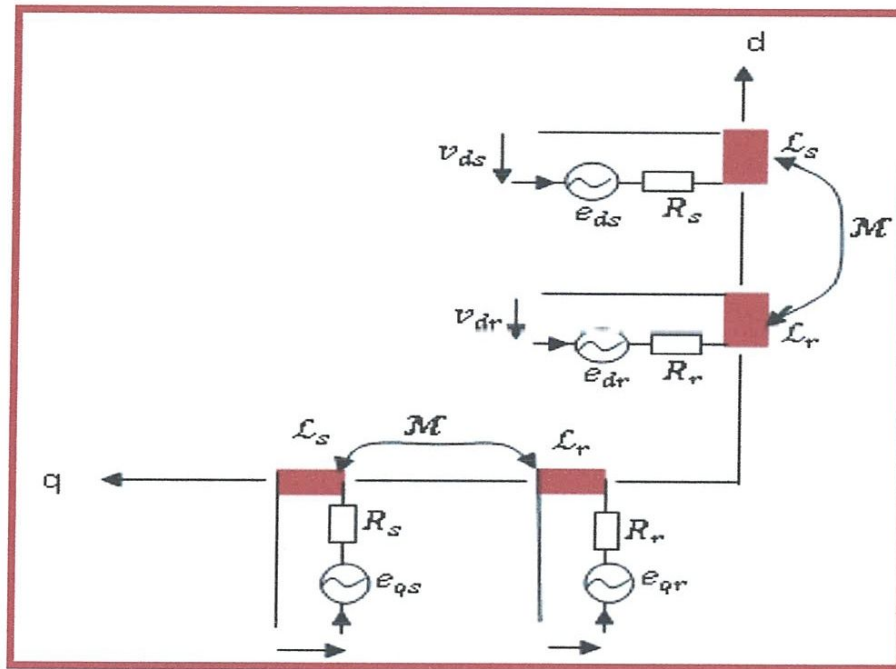 d
v_ds
ℒ_s
e_ds
R_s
ℳ
v_dr
e_dr
R_r
ℒ_r
ℒ_s
ℳ
ℒ_r
q
R_s
R_r
e_qs
e_qr